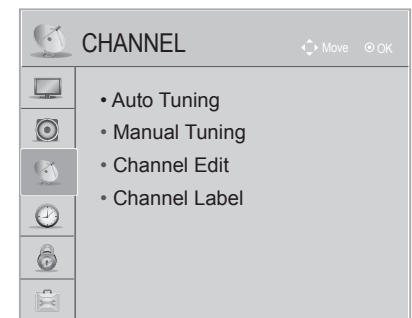 CHANNEL Move OK
• Auto Tuning
• Manual Tuning
• Channel Edit
• Channel Label